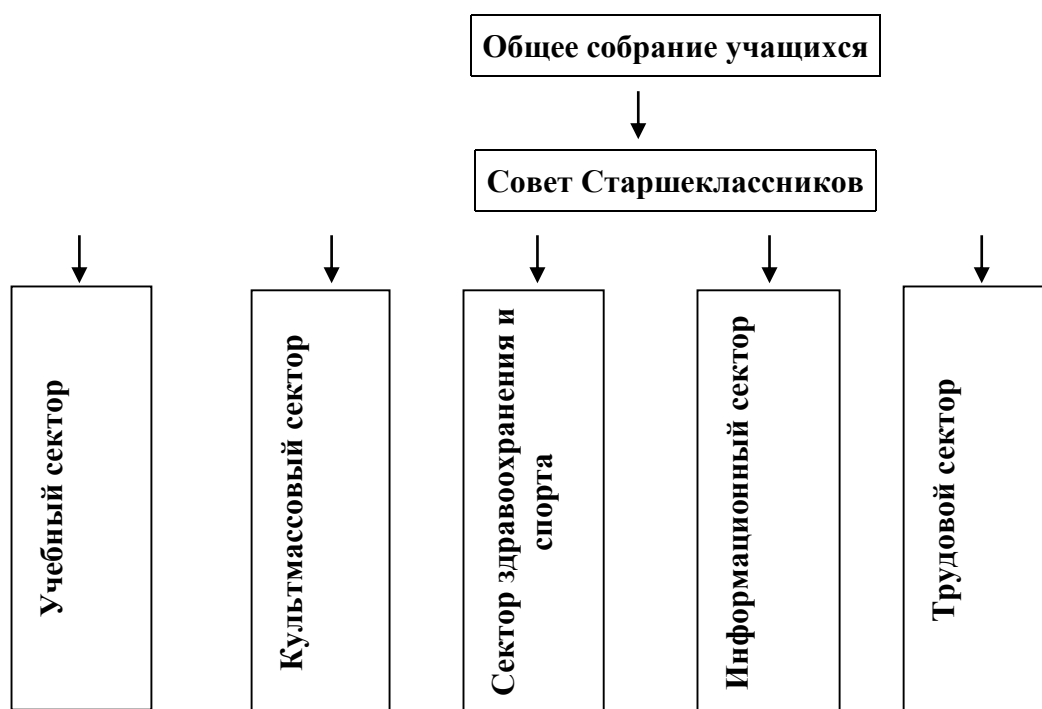 Общее собрание учащихся
Совет Старшеклассников
Учебный сектор
Культмассовый сектор
Сектор здравоохранения и
спорта
Информационный сектор
Трудовой сектор